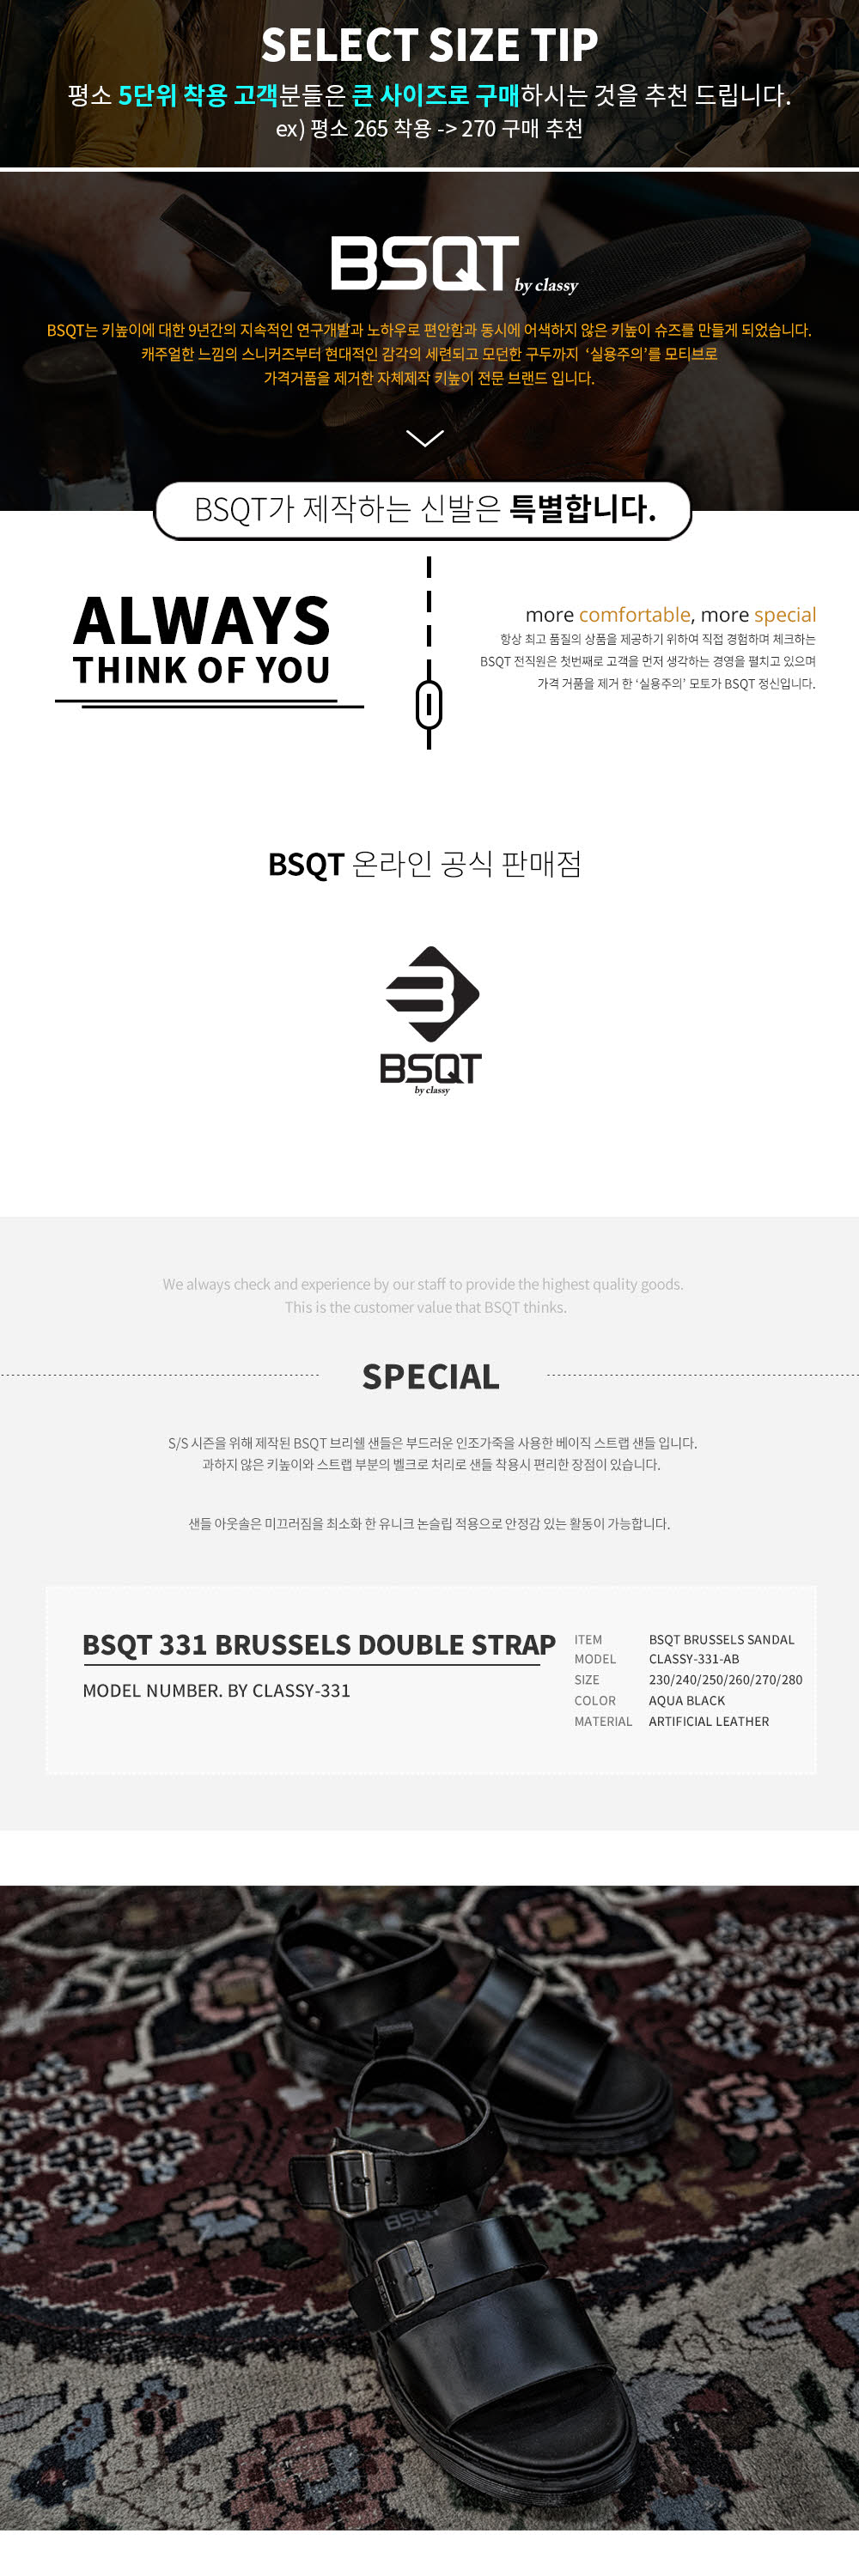 SELECT SIZE TIP
평소 5단위 착용 고객분들은 큰 사이즈로 구매하시는 것을 추천 드립니다.
ex) 평소 265 착용 -> 270 구매 추천
BSQT by classy
BSQT는 키높이에 대한 9년간의 지속적인 연구개발과 노하우로 편안함과 동시에 어색하지 않은 키높이 슈즈를 만들게 되었습니다.
캐주얼한 느낌의 스니커즈부터 현대적인 감각의 세련되고 모던한 구두까지 ‘실용주의’를 모티브로
가격거품을 제거한 자체제작 키높이 전문 브랜드 입니다.
BSQT가 제작하는 신발은 특별합니다.
ALWAYS
THINK OF YOU
more comfortable, more special
항상 최고 품질의 상품을 제공하기 위하여 직접 경험하며 체크하는
BSQT 전직원은 첫번째로 고객을 먼저 생각하는 경영을 펼치고 있으며
가격 거품을 제거 한 ‘실용주의’ 모토가 BSQT 정신입니다.
BSQT 온라인 공식 판매점
BSQT
by classy
We always check and experience by our staff to provide the highest quality goods.
This is the customer value that BSQT thinks.
SPECIAL
S/S 시즌을 위해 제작된 BSQT 브리쉘 샌들은 부드러운 인조가죽을 사용한 베이직 스트랩 샌들 입니다.
과하지 않은 키높이와 스트랩 부분의 벨크로 처리로 샌들 착용시 편리한 장점이 있습니다.
샌들 아웃솔은 미끄러짐을 최소화 한 유니크 논슬립 적용으로 안정감 있는 활동이 가능합니다.
BSQT 331 BRUSSELS DOUBLE STRAP
MODEL NUMBER. BY CLASSY-331
ITEM BSQT BRUSSELS SANDAL
MODEL CLASSY-331-AB
SIZE 230/240/250/260/270/280
COLOR AQUA BLACK
MATERIAL ARTIFICIAL LEATHER
BSQT